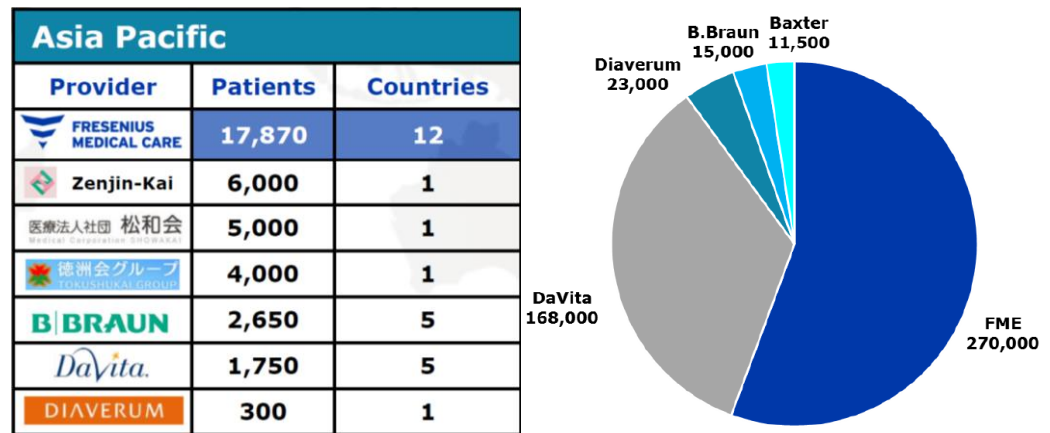 Asia Pacific
Provider Patients Countries
FRESENIUS
MEDICAL CARE 17,870 12
Zenjin-Kai 6,000 1
医療法人社団 松和会 5,000 1
Medical Corporation SHOWAKAI
徳洲会グループ 4,000 1
TOKUSHUKAI GROUP
B|BRAUN 2,650 5
DaVita. 1,750 5
DIAVERUM 300 1
Baxter
11,500
B.Braun
15,000
Diaverum
23,000
DaVita
168,000
FME
270,000